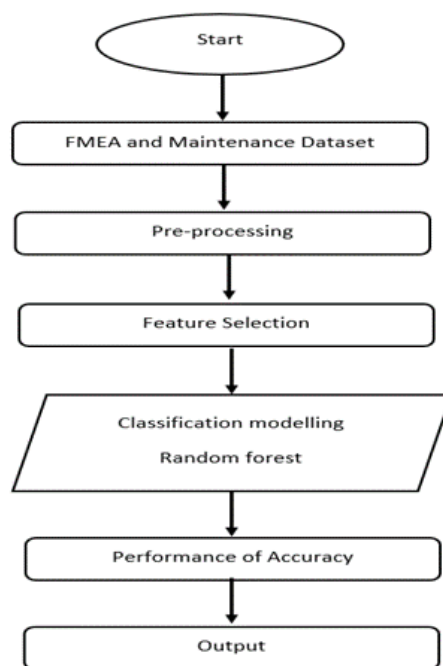 Start
FMEA and Maintenance Dataset
Pre-processing
Feature Selection
Classification modelling
Random forest
Performance of Accuracy
Output